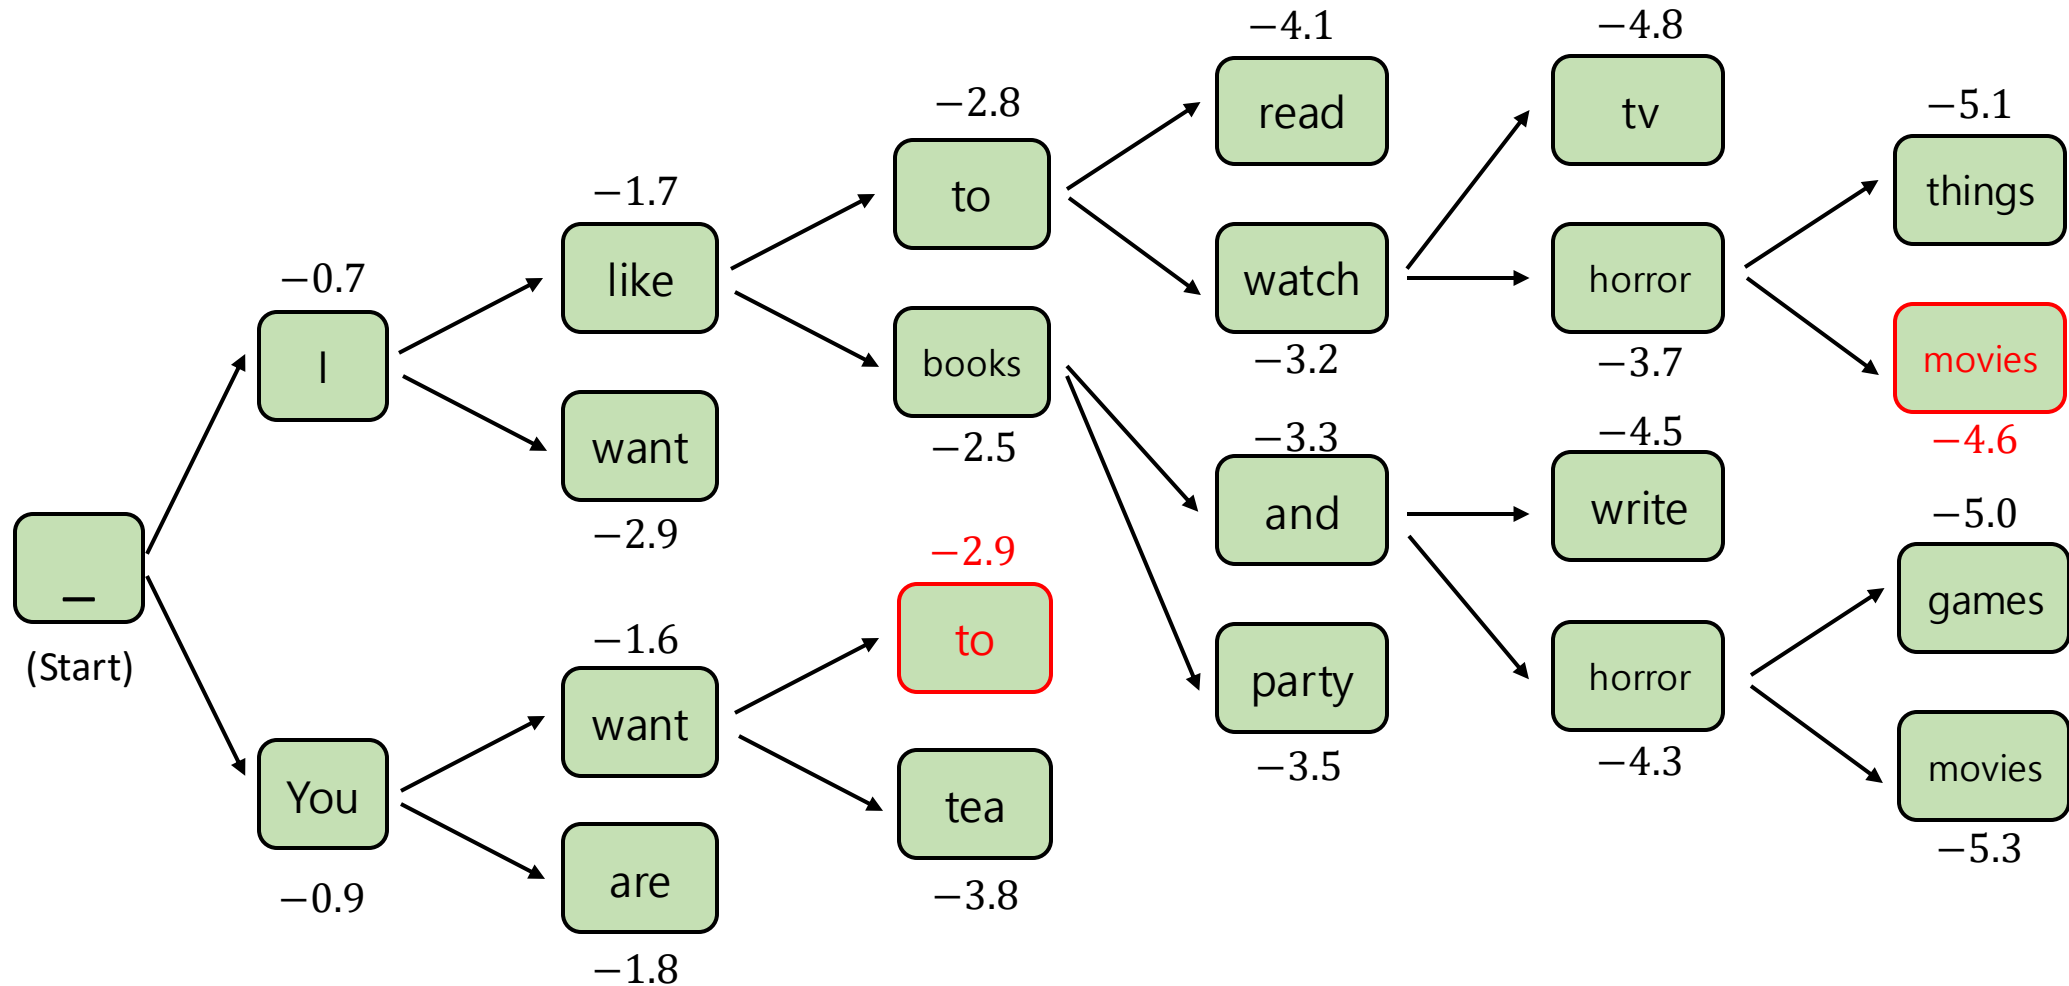 _
(Start)
−0.7
I
You
−0.9
−1.7
like
want
−2.9
−1.6
want
are
−1.8
−2.8
to
books
−2.5
−2.9
to
tea
−3.8
−4.1
read
watch
−3.2
−3.3
and
party
−3.5
−4.8
tv
horror
−3.7
−4.5
write
horror
−4.3
−5.1
things
movies
−4.6
−5.0
games
movies
−5.3